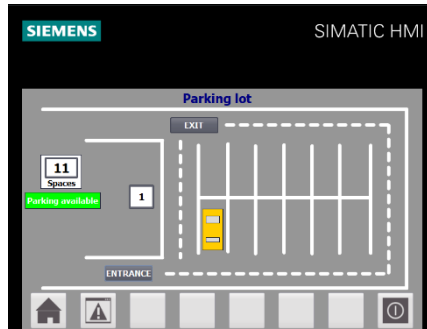 SIEMENS
SIMATIC HMI
Parking lot
EXIT
11
Spaces
Parking available
1
ENTRANCE